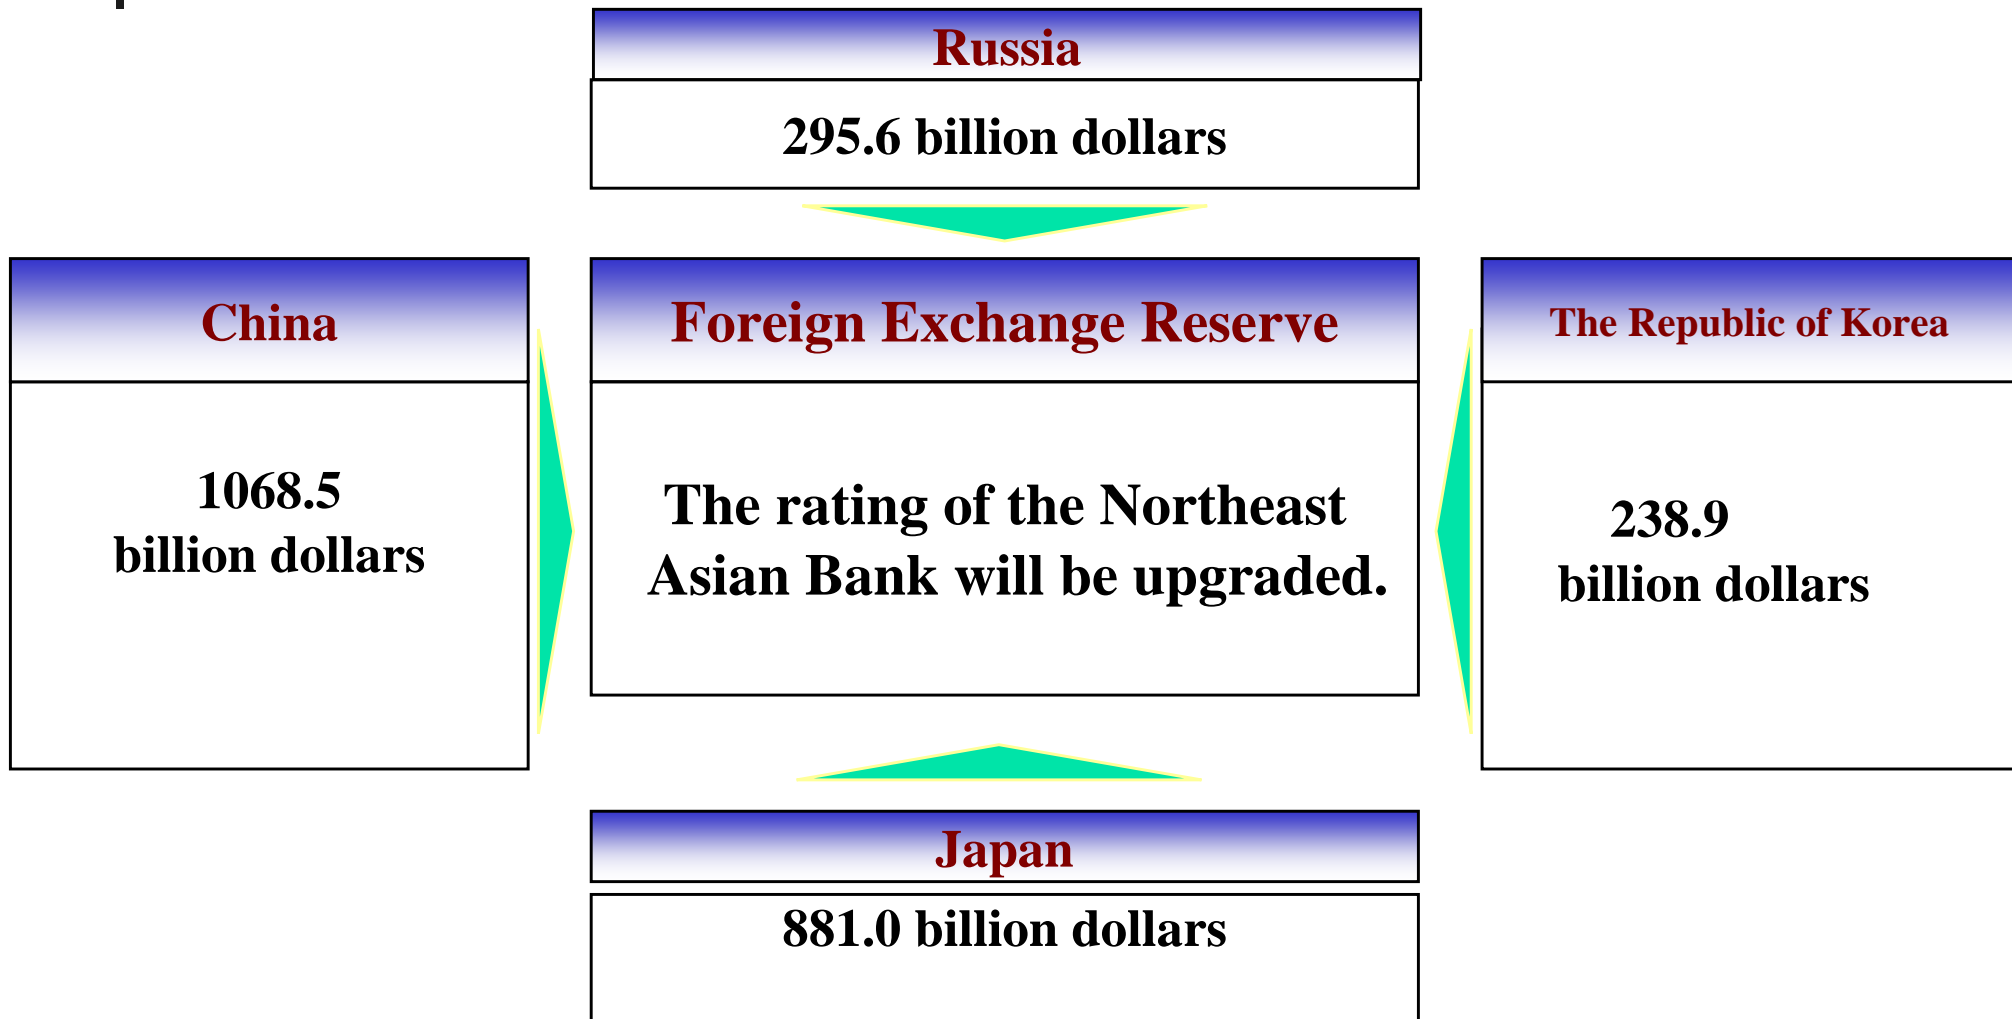 Russia
295.6 billion dollars
China
1068.5
billion dollars
Foreign Exchange Reserve
The rating of the Northeast
Asian Bank will be upgraded.
The Republic of Korea
238.9
billion dollars
Japan
881.0 billion dollars